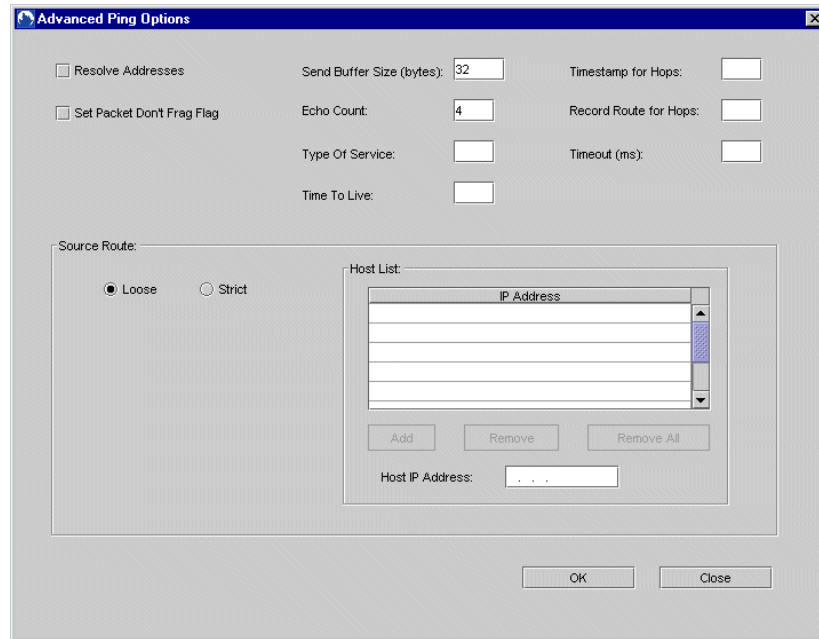 Advanced Ping Options
Resolve Addresses
Send Buffer Size (bytes): 32
Timestamp for Hops:
Set Packet Don't Frag Flag
Echo Count: 4
Record Route for Hops:
Type Of Service:
Timeout (ms):
Time To Live:
Source Route:
Loose
Strict
Host List:
IP Address
Add
Remove
Remove All
Host IP Address: . . .
OK
Close